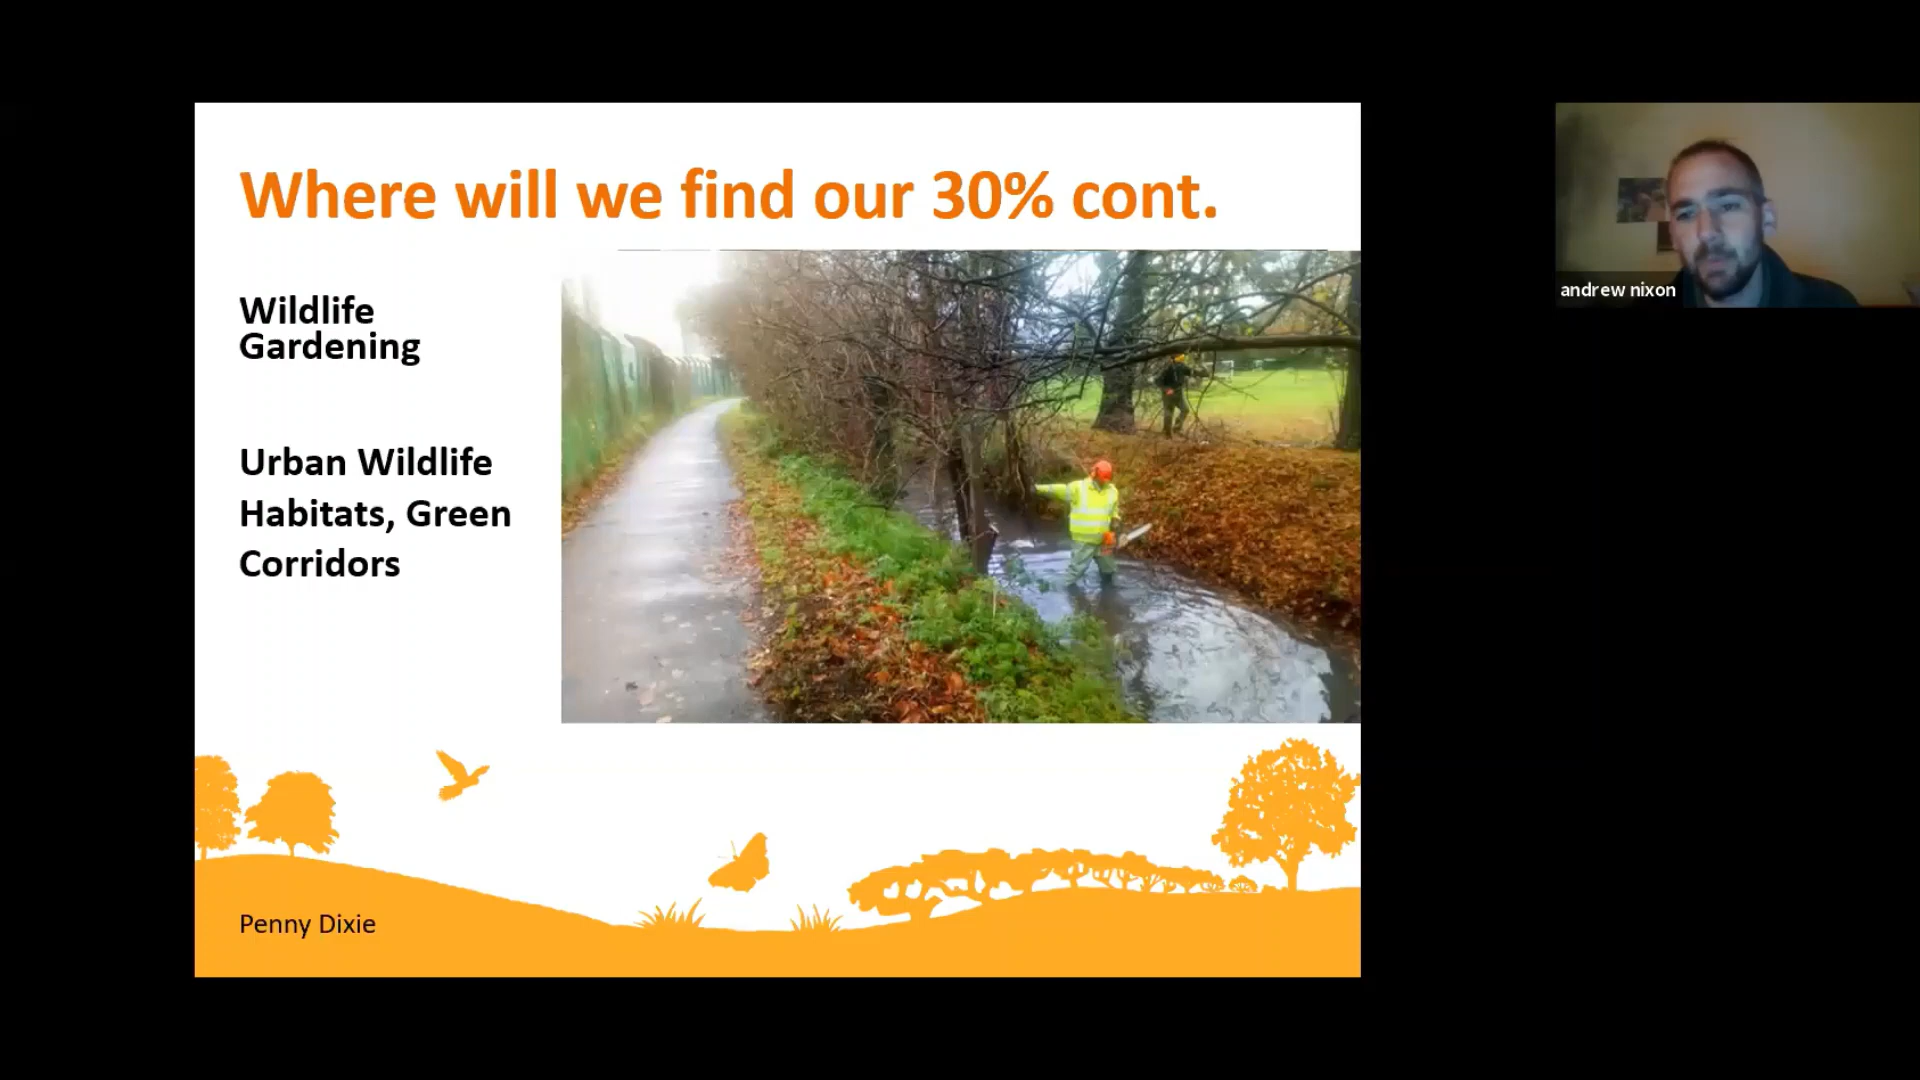 Where will we find our 30% cont.
Wildlife
Gardening
Urban Wildlife
Habitats, Green
Corridors
Penny Dixie
andrew nixon